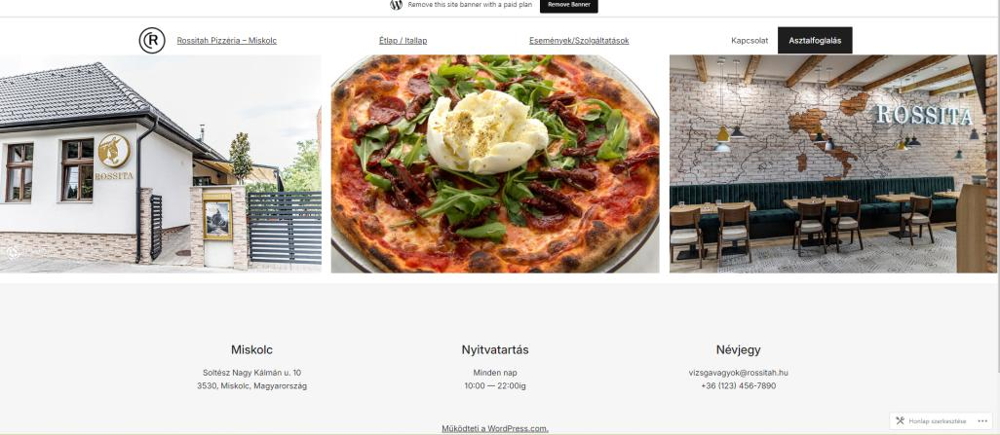 Remove this site banner with a paid plan Remove Banner
Rossitah Pizzéria – Miskolc Étlap / Itallap Események/Szolgáltatások Kapcsolat Asztalfoglalás
ROSSITA
ROSSITA
Miskolc
Soltész Nagy Kálmán u. 10
3530, Miskolc, Magyarország
Nyitvatartás
Minden nap
10:00 — 22:00ig
Névjegy
vizsgavagyok@rossitah.hu
+36 (123) 456-7890
Működteti a WordPress.com.
Honlap szerkesztése